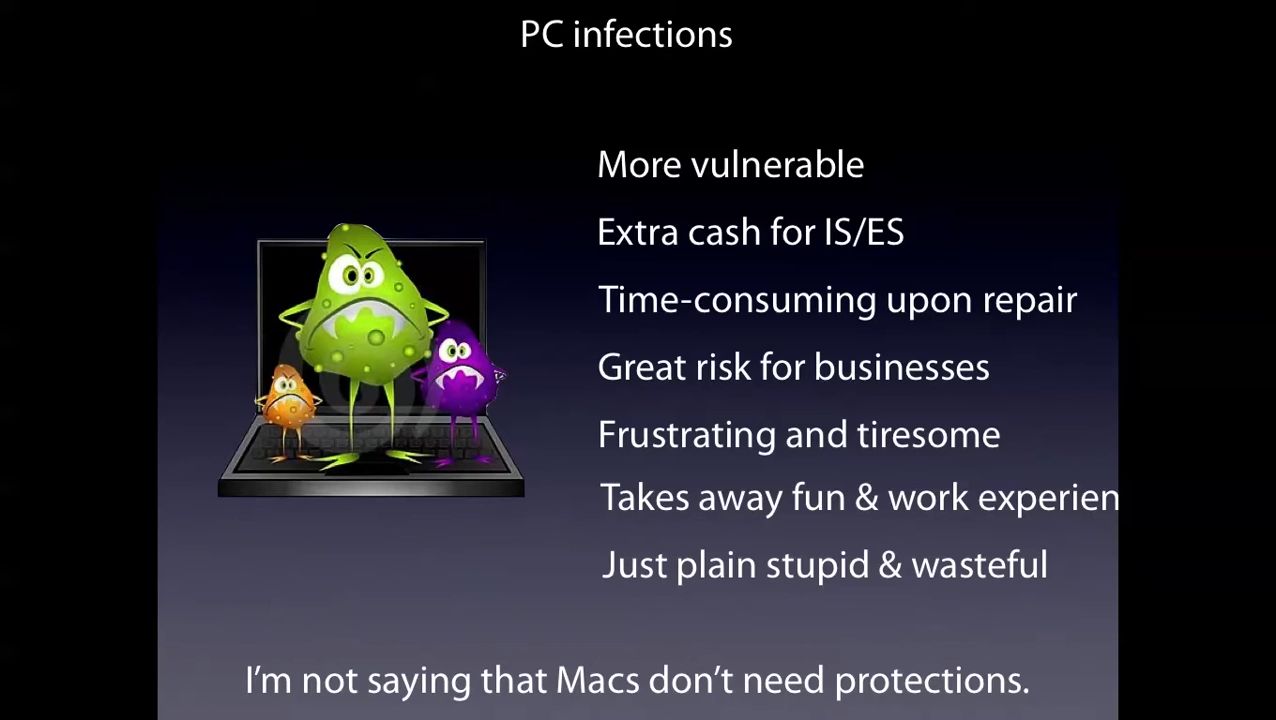 PC infections
More vulnerable
Extra cash for IS/ES
Time-consuming upon repair
Great risk for businesses
Frustrating and tiresome
Takes away fun & work experien
Just plain stupid & wasteful
I'm not saying that Macs don't need protections.